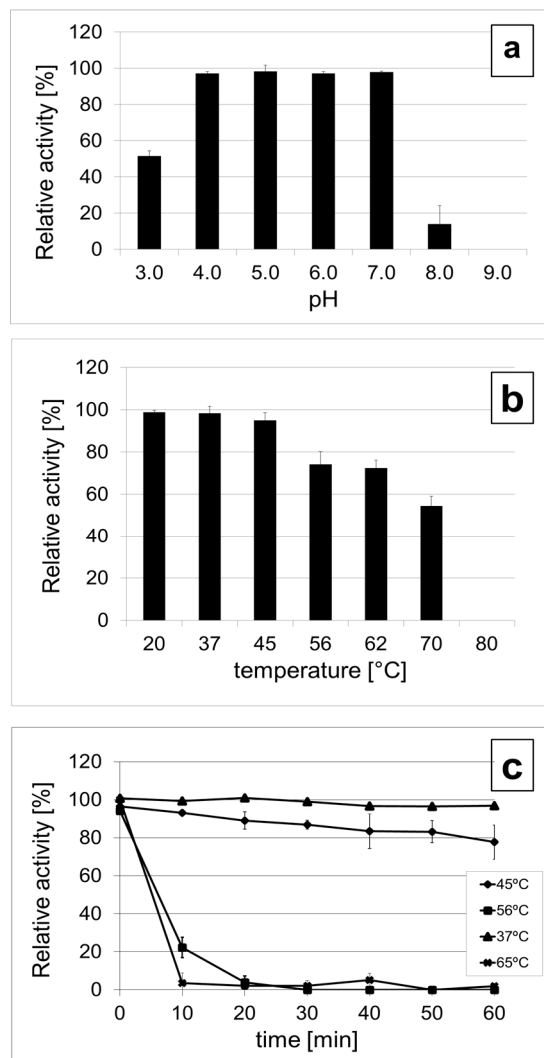 a
Relative activity [%]
120
100
80
60
40
20
0
3.0 4.0 5.0 6.0 7.0 8.0 9.0
pH
b
Relative activity [%]
120
100
80
60
40
20
0
20 37 45 56 62 70 80
temperature [°C]
c
Relative activity [%]
120
100
80
60
40
20
0
45ºC
56ºC
37ºC
65ºC
0 10 20 30 40 50 60
time [min]